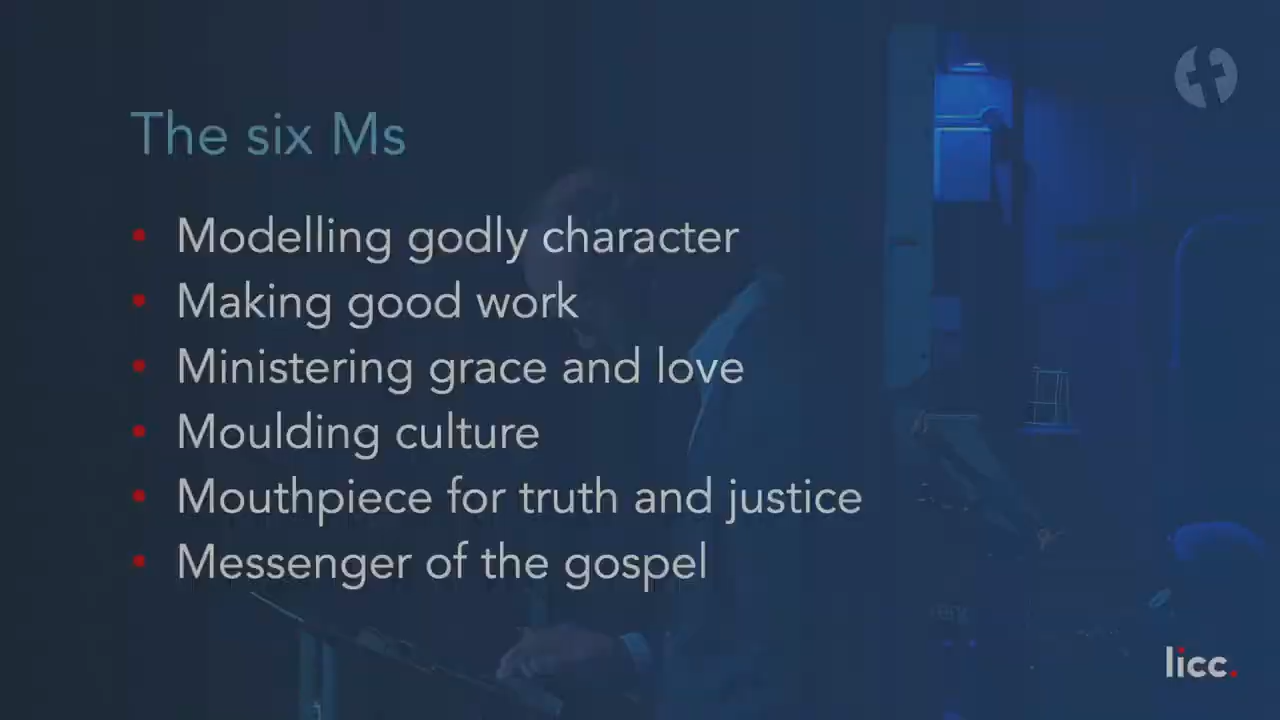 The six Ms
• Modelling godly character
• Making good work
• Ministering grace and love
• Moulding culture
• Mouthpiece for truth and justice
• Messenger of the gospel
licc.